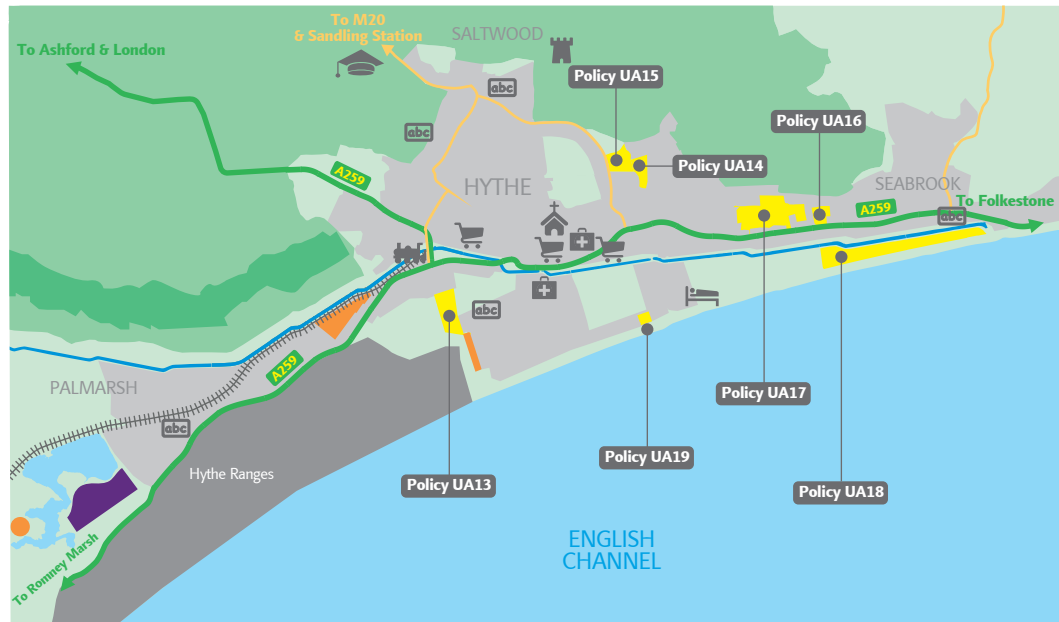 To M20
& Sandling Station
SALTWOOD
To Ashford & London
Policy UA15
abc
Policy UA16
abc
Policy UA14
A259
HYTHE
SEABROOK
To Folkestone
A259
abc
abc
A259
PALMARSH
Policy UA17
abc
Policy UA19
Hythe Ranges
Policy UA13
Policy UA18
ENGLISH
CHANNEL
To Romney Marsh